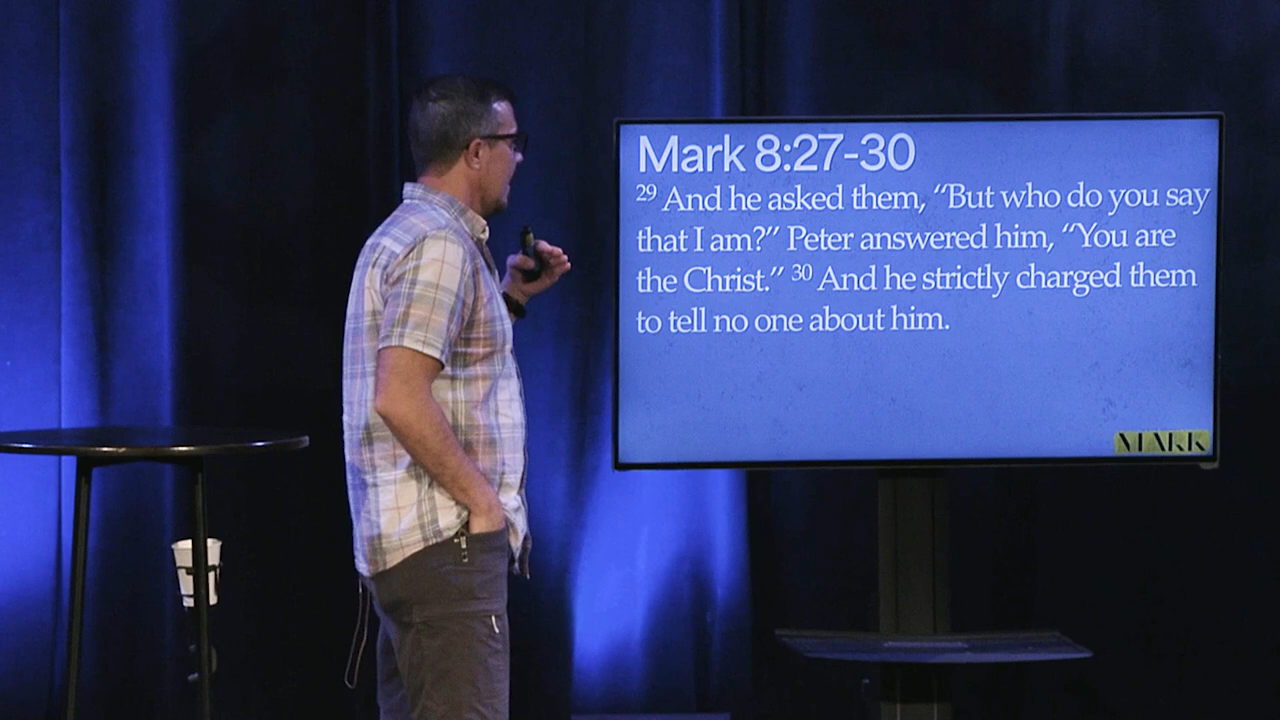 Mark 8:27-30
29 And he asked them, “But who do you say
that I am?” Peter answered him, “You are
the Christ.” 30 And he strictly charged them
to tell no one about him.
MARK